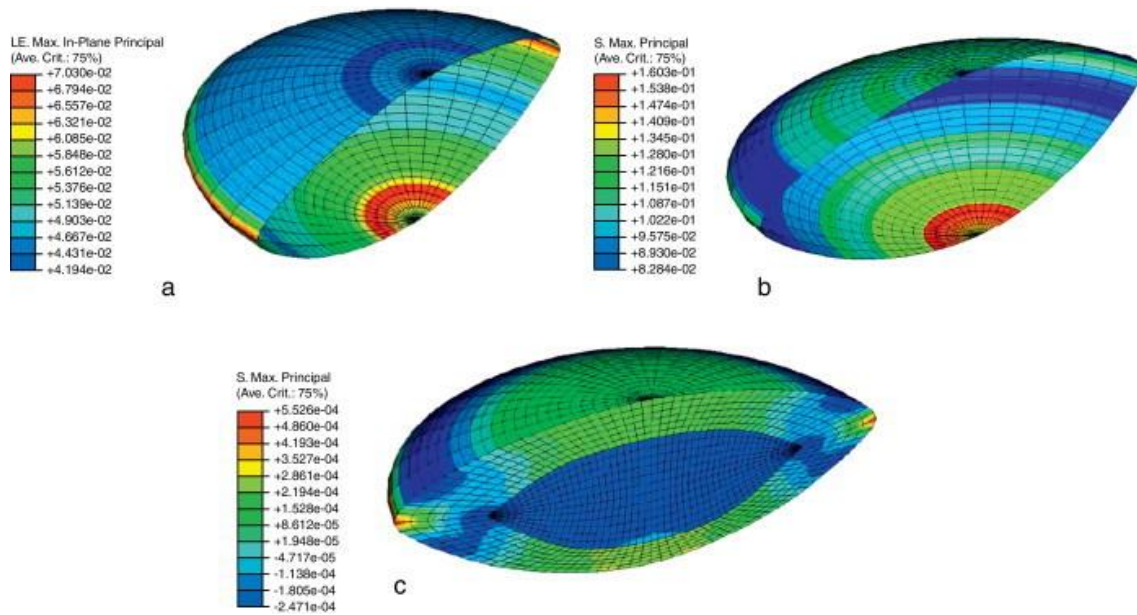 LE. Max. In-Plane Principal
(Ave. Crit.: 75%)
+7.030e-02
+6.794e-02
+6.557e-02
+6.321e-02
+6.085e-02
+5.848e-02
+5.612e-02
+5.376e-02
+5.139e-02
+4.903e-02
+4.667e-02
+4.431e-02
+4.194e-02
a
S. Max. Principal
(Ave. Crit.: 75%)
+1.603e-01
+1.538e-01
+1.474e-01
+1.409e-01
+1.345e-01
+1.280e-01
+1.216e-01
+1.151e-01
+1.087e-01
+1.022e-01
+9.575e-02
+8.930e-02
+8.284e-02
b
S. Max. Principal
(Ave. Crit.: 75%)
+5.526e-04
+4.860e-04
+4.193e-04
+3.527e-04
+2.861e-04
+2.194e-04
+1.528e-04
+8.612e-05
+1.948e-05
-4.717e-05
-1.138e-04
-1.805e-04
-2.471e-04
c